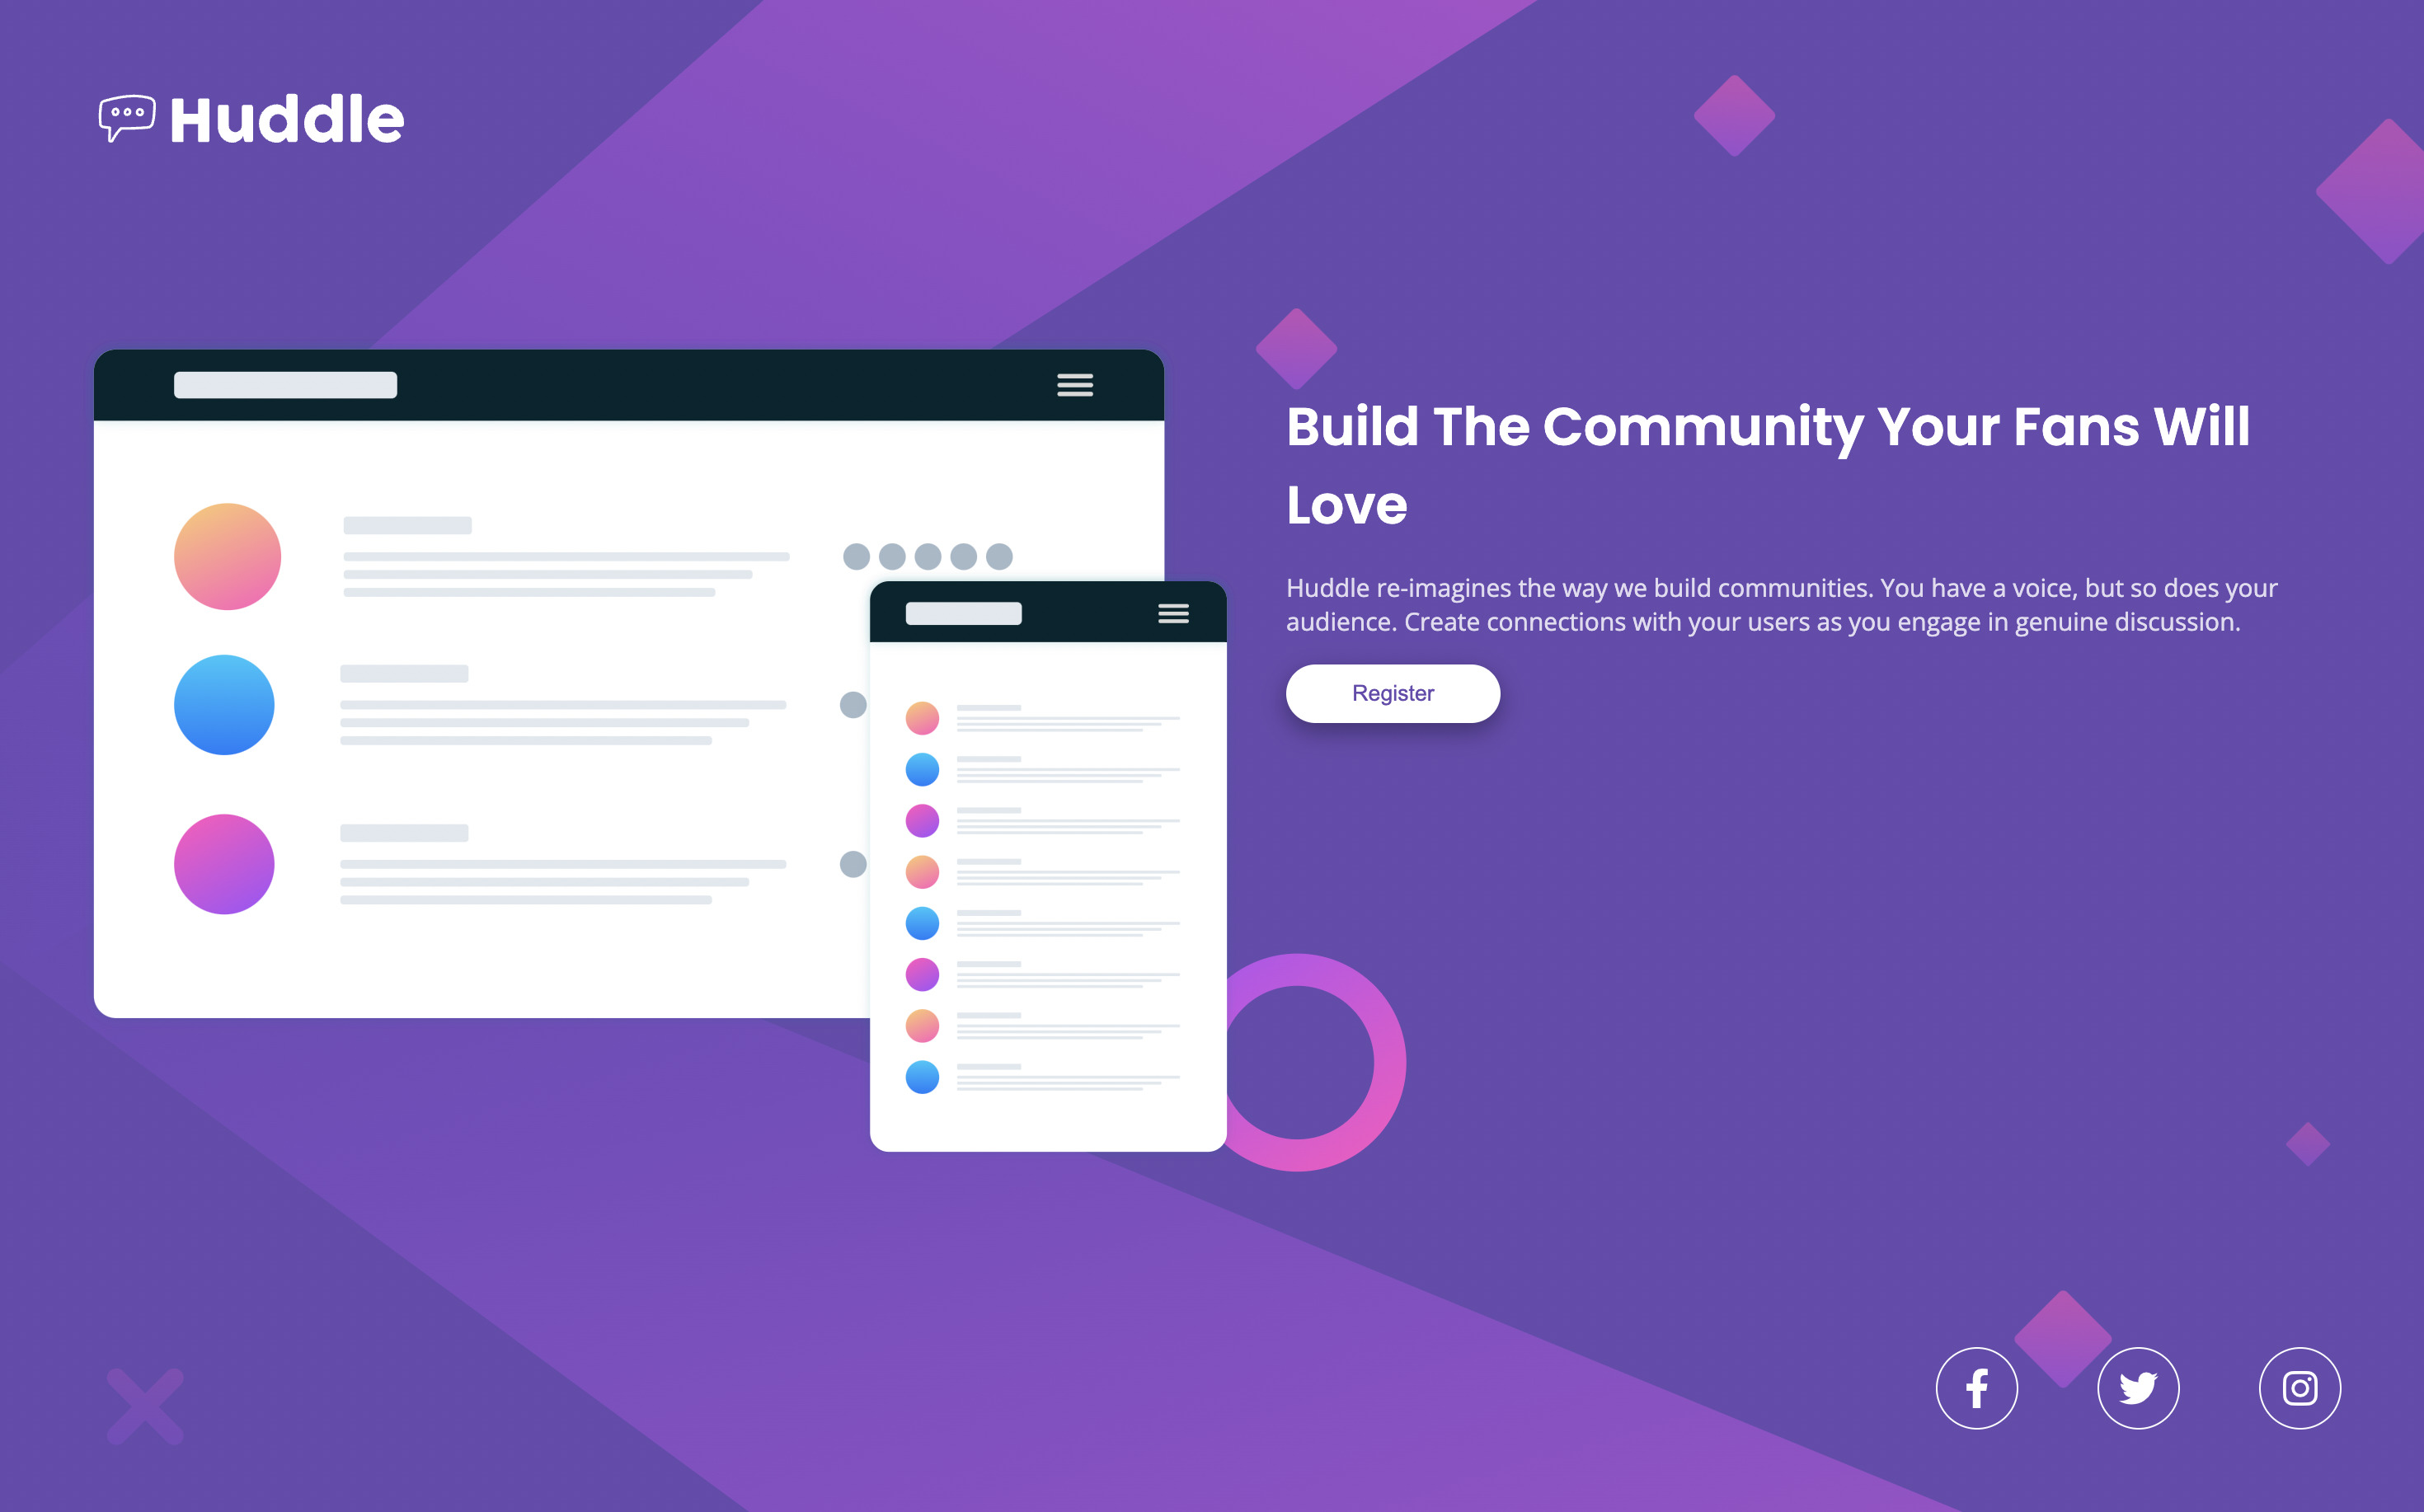 Huddle
Build The Community Your Fans Will
Love
Huddle re-imagines the way we build communities. You have a voice, but so does your
audience. Create connections with your users as you engage in genuine discussion.
Register